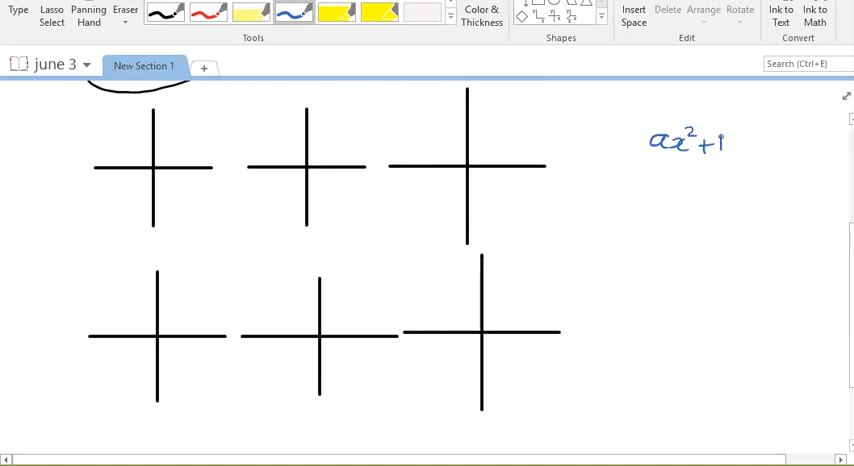 Type
Lasso Select
Panning Hand
Eraser
Color & Thickness
Insert Space
Delete
Arrange
Rotate
Ink to Text
Ink to Math
Tools
Shapes
Edit
Convert
june 3
New Section 1
Search (Ctrl+E)
ax²+